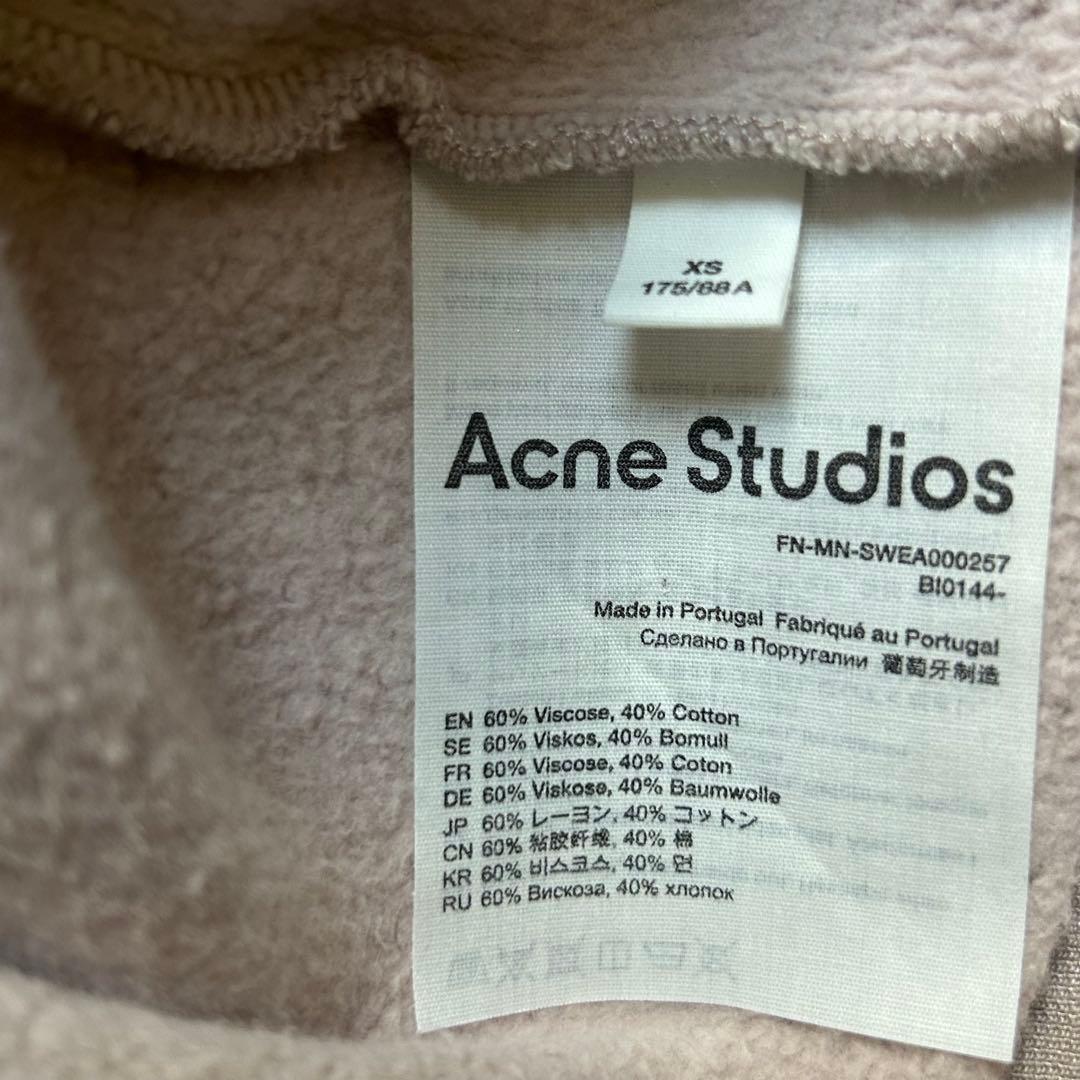 XS
175/88A
Acne Studios
FN-MN-SWEA000257
BI0144-
Made in Portugal Fabriqué au Portugal
Сделано в Португалии 葡萄牙制造
EN 60% Viscose, 40% Cotton
SE 60% Viskos, 40% Bomull
FR 60% Viscose, 40% Coton
DE 60% Viskose, 40% Baumwolle
JP 60% レーヨン, 40% コットン
CN 60% 粘胶纤维, 40% 棉
KR 60% 비스코스, 40% 면
RU 60% Вискоза, 40% хлопок